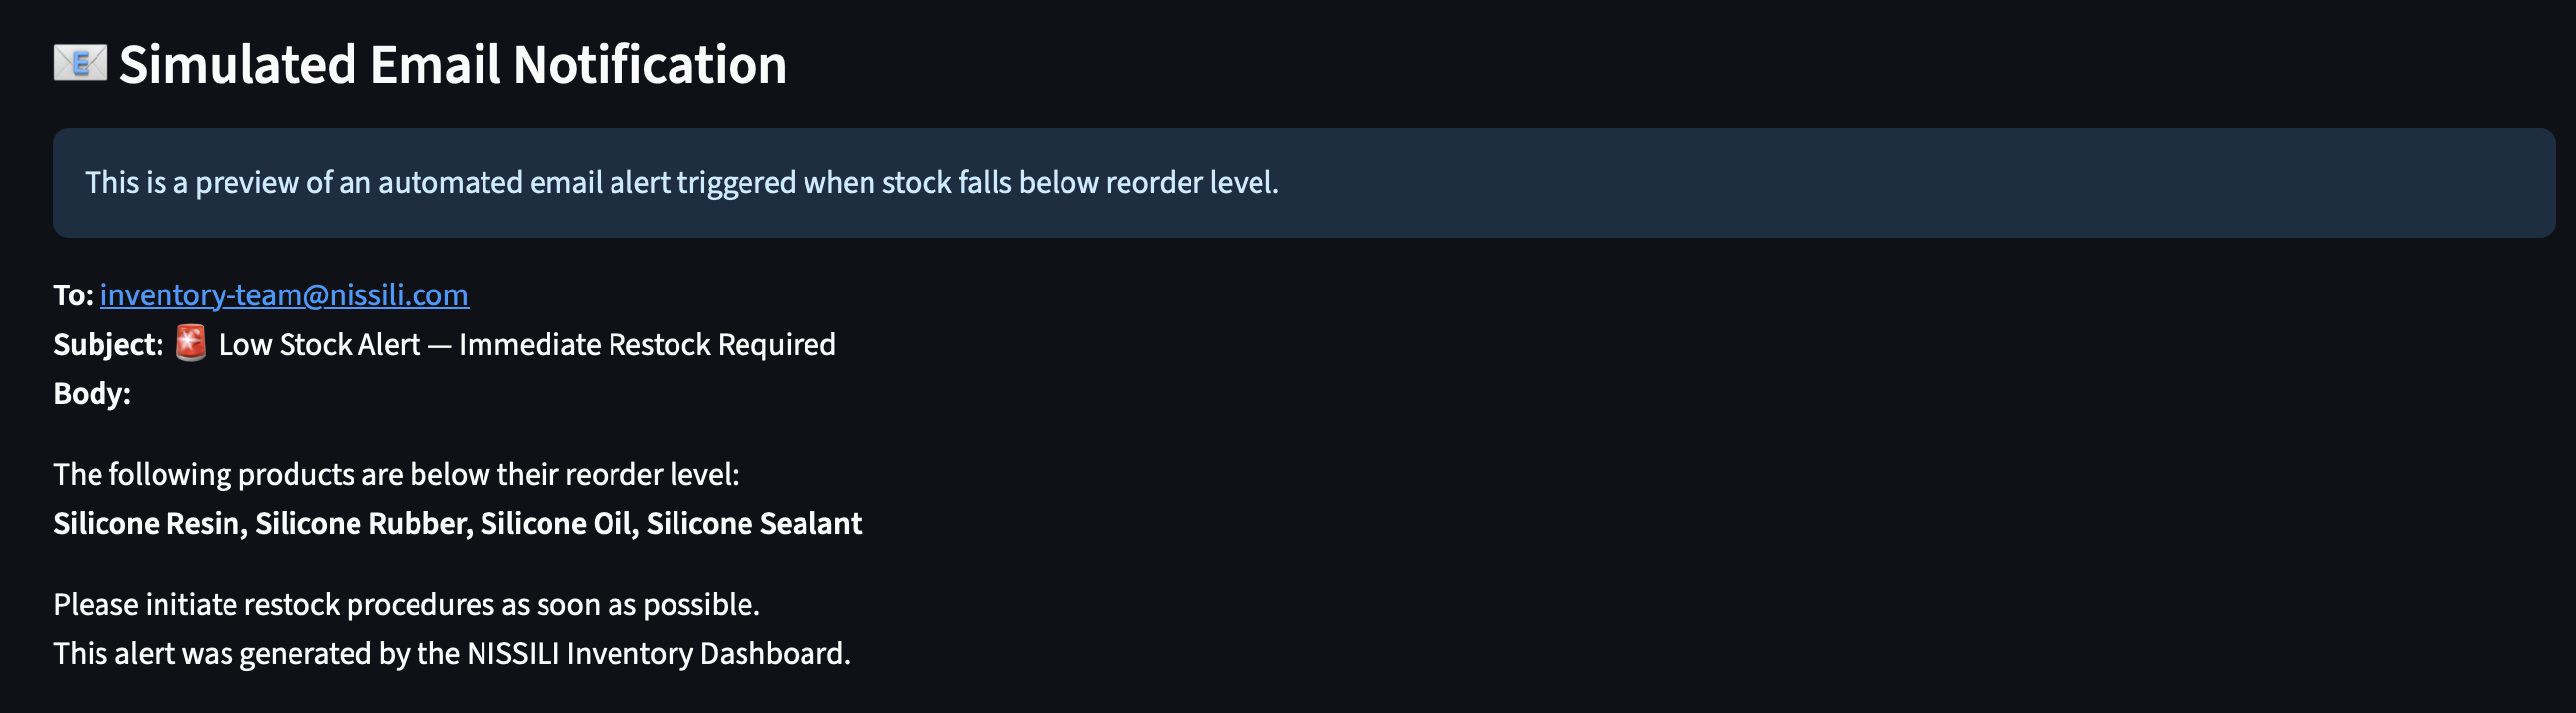 📧 Simulated Email Notification
This is a preview of an automated email alert triggered when stock falls below reorder level.
To: inventory-team@nissili.com
Subject: 🚨 Low Stock Alert — Immediate Restock Required
Body:
The following products are below their reorder level:
Silicone Resin, Silicone Rubber, Silicone Oil, Silicone Sealant
Please initiate restock procedures as soon as possible.
This alert was generated by the NISSILI Inventory Dashboard.